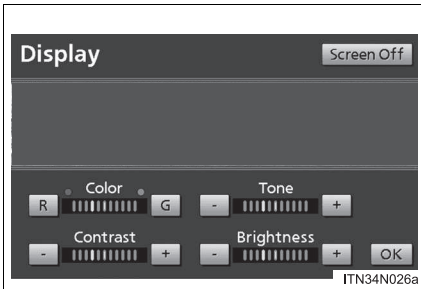 Display
Screen Off
Color
Tone
R
G
-
+
Contrast
Brightness
-
+
-
+
OK
ITN34N026a